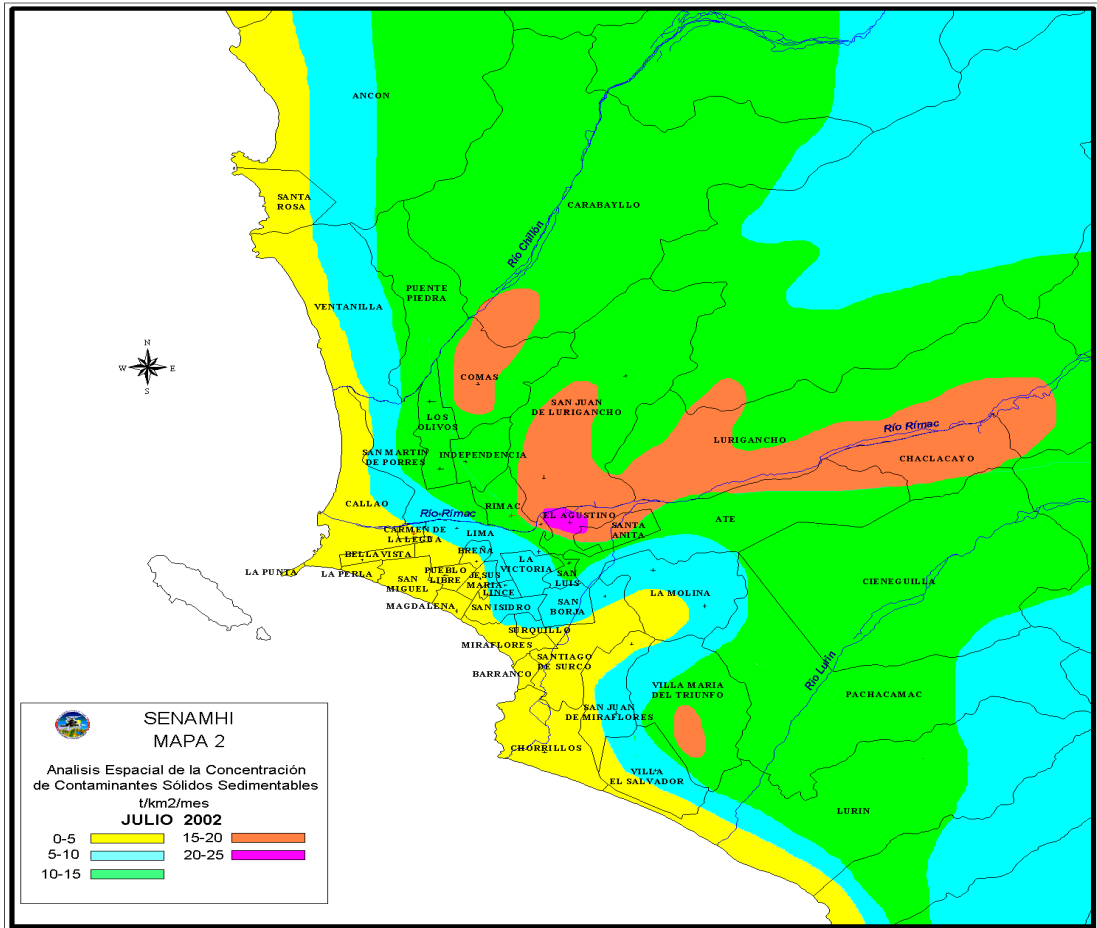 ANCON
SANTA
ROSA
CARABAYLLO
Río Chillón
PUENTE
PIEDRA
VENTANILLA
N
W
E
S
COMAS
SAN JUAN
DE LURIGANCHO
LOS
OLIVOS
Río Rímac
LURIGANCHO
SAN MARTIN
DE PORRES
INDEPENDENCIA
CHACLACAYO
CALLAO
RIMAC
Río Rímac
EL AGUSTINO
ATE
SANTA
ANITA
CARMEN DE
LA LEGUA
LIMA
BELLAVISTA
BREÑA
LA
VICTORIA
LA PUNTA
LA PERLA
PUEBLO
LIBRE
JESUS
MARIA
SAN
LUIS
CIENEGUILLA
SAN
MIGUEL
LINCE
LA MOLINA
MAGDALENA
SAN ISIDRO
SAN
BORJA
SURQUILLO
MIRAFLORES
SANTIAGO
DE SURCO
BARRANCO
Río Lurín
VILLA MARIA
DEL TRIUNFO
PACHACAMAC
SAN JUAN
DE MIRAFLORES
CHORRILLOS
VILLA
EL SALVADOR
LURIN
SENAMHI
MAPA 2
Analisis Espacial de la Concentración
de Contaminantes Sólidos Sedimentables
t/km2/mes
JULIO 2002
0-5 15-20
5-10 20-25
10-15